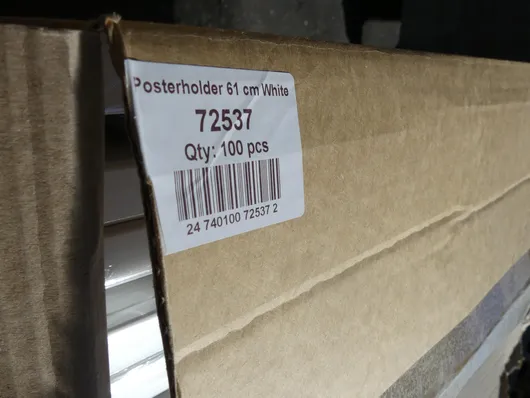 Posterholder 61 cm White
72537
Qty: 100 pcs
24 740100 72537 2